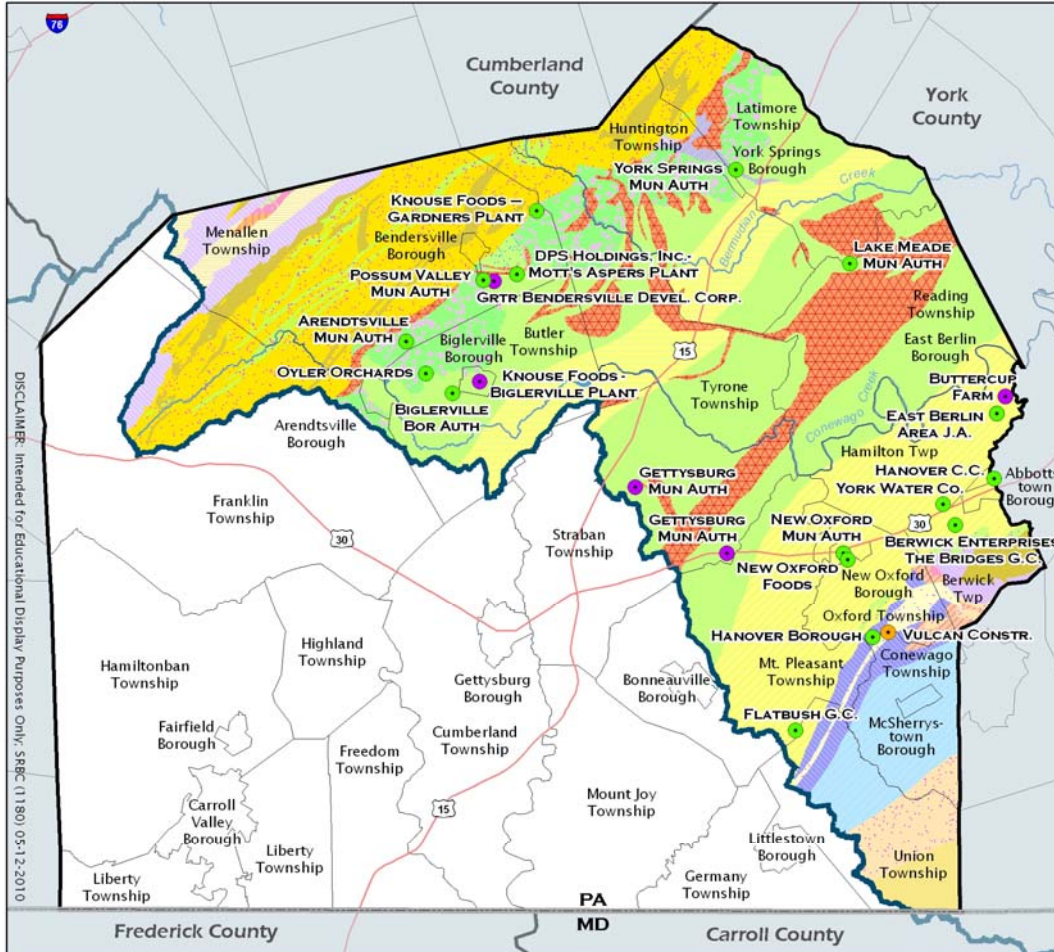 76
Cumberland
County
York
County
Latimore
Township
Huntington
Township
York Springs
Borough
YORK SPRINGS
MUN AUTH
Creek
Bermudian
KNOUSE FOODS —
GARDNERS PLANT
Menallen
Township
Bendersville
Borough
DPS HOLDINGS, INC.-
MOTT'S ASPERS PLANT
LAKE MEADE
MUN AUTH
POSSUM VALLEY
MUN AUTH
GRTR BENDERSVILLE DEVEL. CORP.
Reading
Township
ARENDTSVILLE
MUN AUTH
Biglerville
Borough
Butler
Township
15
East Berlin
Borough
OYLER ORCHARDS
KNOUSE FOODS -
BIGLERVILLE PLANT
Tyrone
Township
BUTTERCUP
FARM
BIGLERVILLE
BOR AUTH
Conewago Creek
EAST BERLIN
AREA J.A.
Arendtsville
Borough
Hamilton Twp
HANOVER C.C.
Abbotts-
town
Borough
GETTYSBURG
MUN AUTH
YORK WATER CO.
Franklin
Township
30
GETTYSBURG
MUN AUTH
NEW OXFORD
MUN AUTH
30
Straban
Township
BERWICK ENTERPRISES
THE BRIDGES G.C.
NEW OXFORD
FOODS
New Oxford
Borough
Berwick
Twp
Oxford Township
HANOVER BOROUGH
VULCAN CONSTR.
Highland
Township
Conewago
Township
Mt. Pleasant
Township
Hamiltonban
Township
Gettysburg
Borough
Bonneauville
Borough
FLATBUSH G.C.
McSherrys-
town
Borough
Fairfield
Borough
Freedom
Township
Cumberland
Township
Mount Joy
Township
15
Carroll
Valley
Borough
Liberty
Township
Littlestown
Borough
Union
Township
Liberty
Township
Germany
Township
PA
MD
Frederick County
Carroll County
DISCLAIMER: Intended for Educational Display Purposes Only; SRBC (1180) 05-12-2010